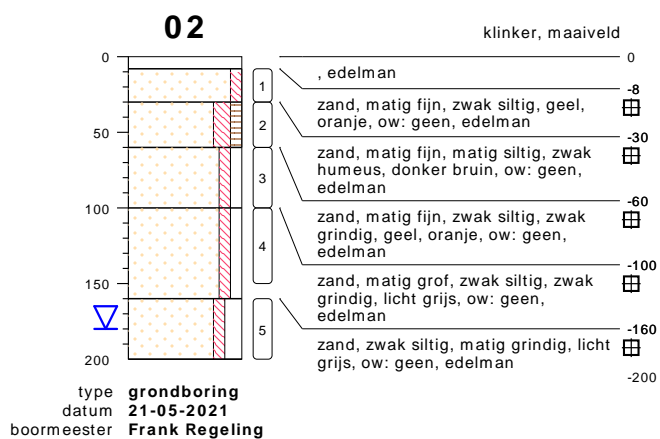 02
klinker, maaiveld
0
0
, edelman
-8
1
zand, matig fijn, zwak siltig, geel,
oranje, ow: geen, edelman
-30
2
50
zand, matig fijn, matig siltig, zwak
humeus, donker bruin, ow: geen,
edelman
-60
3
100
zand, matig fijn, zwak siltig, zwak
grindig, geel, oranje, ow: geen,
edelman
-100
4
150
zand, matig grof, zwak siltig, zwak
grindig, licht grijs, ow: geen,
edelman
-160
5
200
zand, zwak siltig, matig grindig, licht
grijs, ow: geen, edelman
-200
type grondboring
datum 21-05-2021
boormeester Frank Regeling